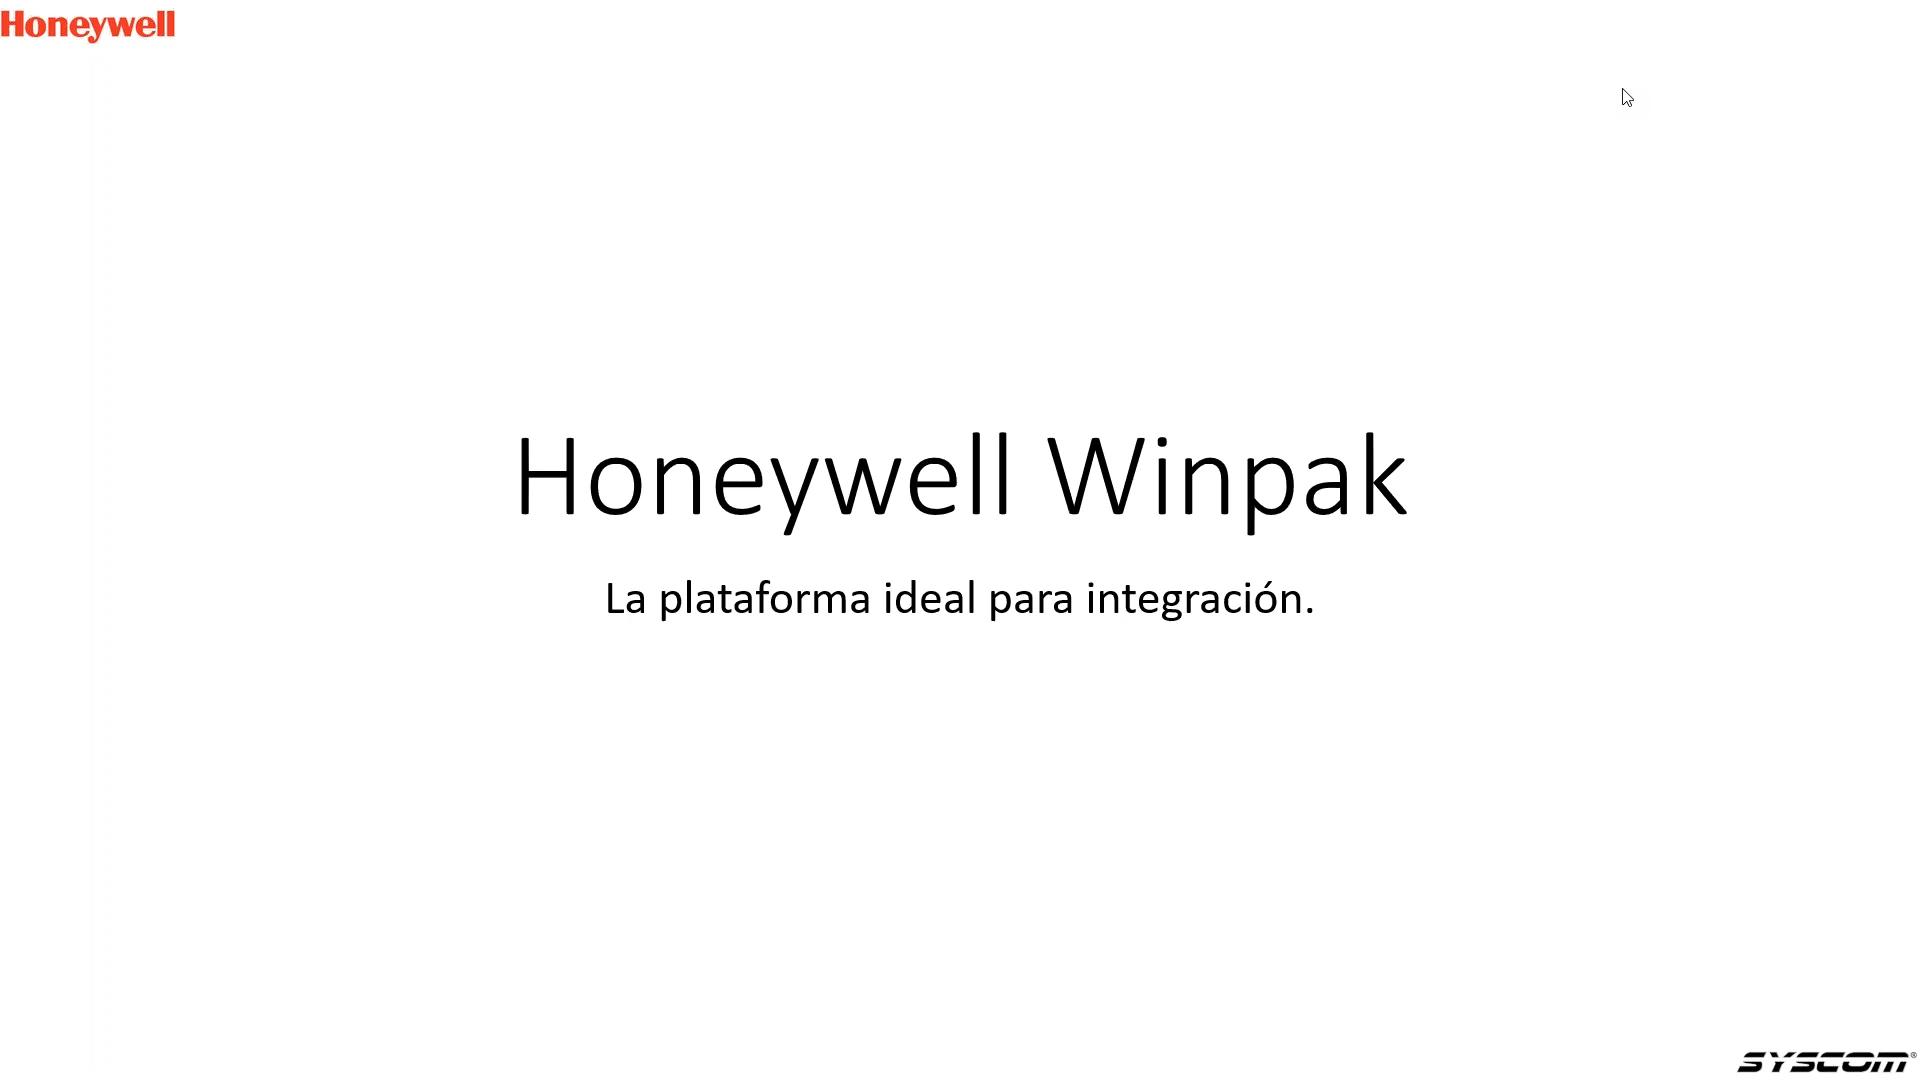 Honeywell
Honeywell Winpak
La plataforma ideal para integración.
SYSCOM®